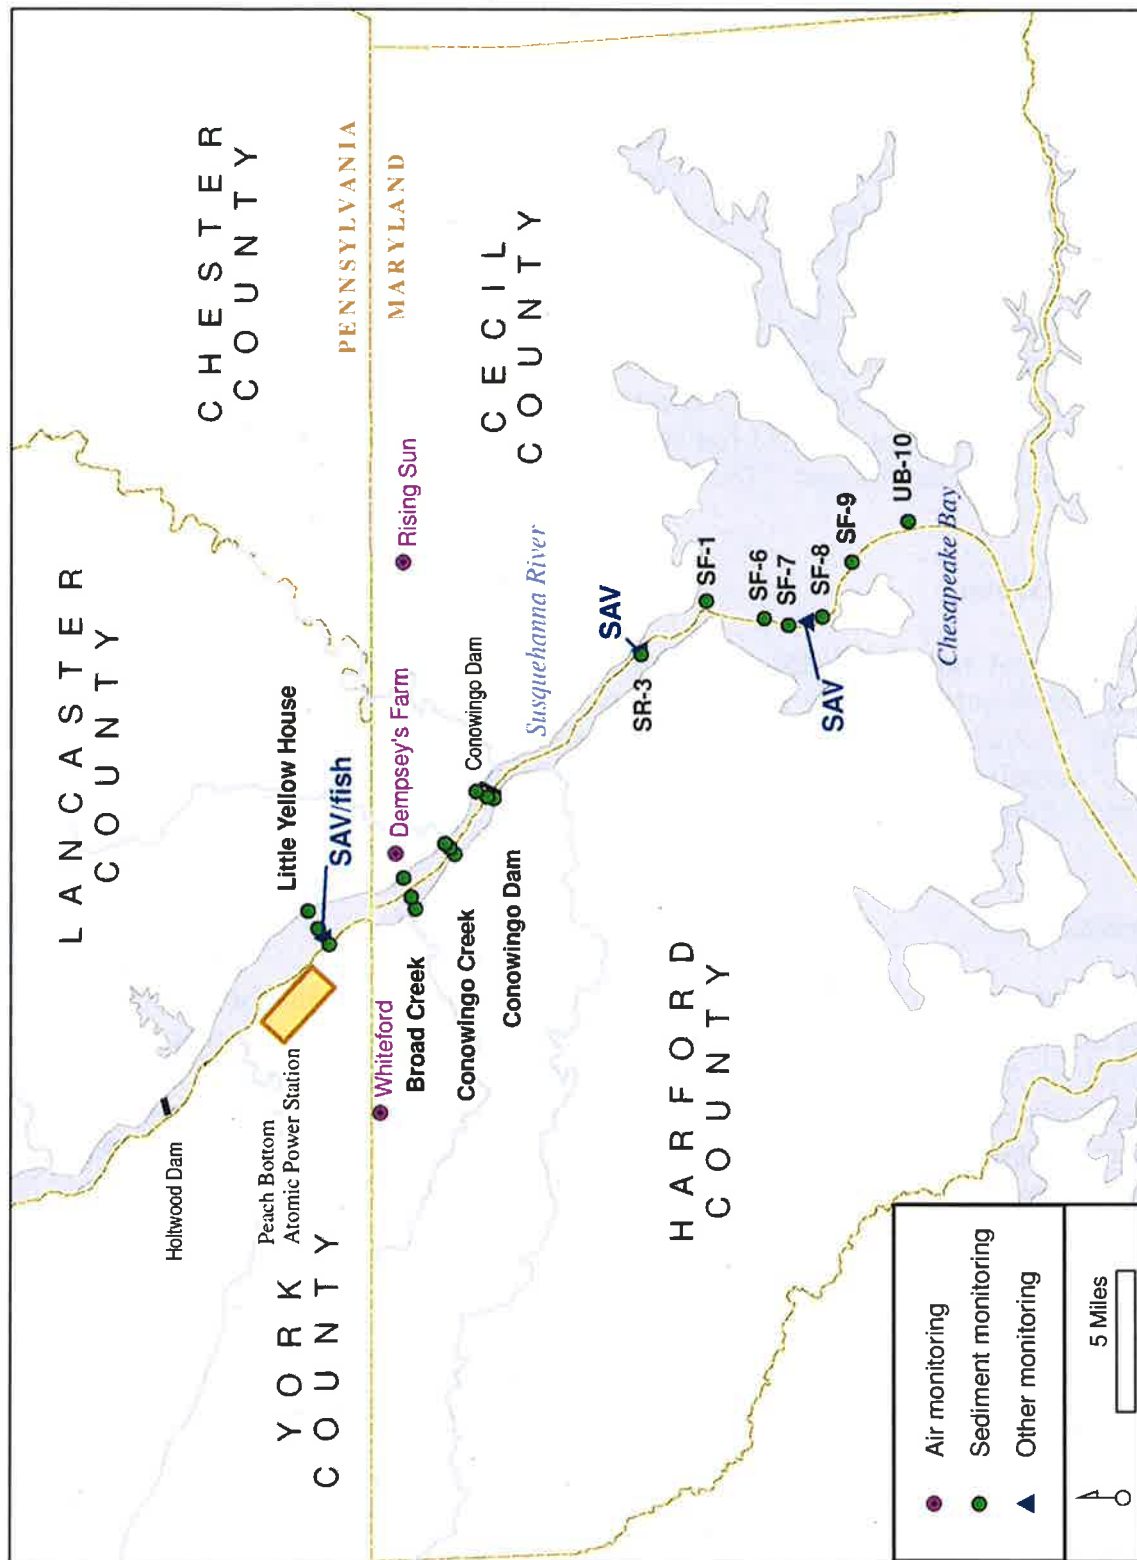 LANCASTER
COUNTY
CHESTER
COUNTY
Holtwood Dam
Little Yellow House
SAV/fish
Peach Bottom
Atomic Power Station
YORK
COUNTY
PENNSYLVANIA
MARYLAND
Whiteford
Dempsey's Farm
Rising Sun
Broad Creek
Conowingo Creek
Conowingo Dam
Conowingo Dam
CECIL
COUNTY
Susquehanna River
SAV
SR-3
SF-1
HARFORD
COUNTY
SF-6
SF-7
SF-8
SAV
SF-9
UB-10
Chesapeake Bay
Air monitoring
Sediment monitoring
Other monitoring
5 Miles